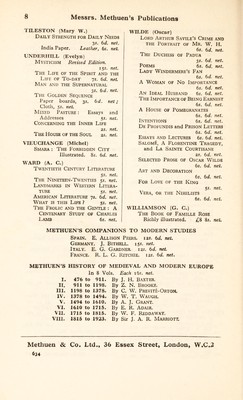 8 Messrs. Methuen's Publications
TILESTON (Mary W.)
DAILY STRENGTH FOR DAILY NEEDS
3s. 6d. net.
India Paper. Leather, 6s. net.
UNDERHILL (Evelyn)
MYSTICISM Revised Edition.
15s. net.
THE LIFE OF THE SPIRIT AND THE
LIFE OF TO-DAY 7s. 6d. net.
MAN AND THE SUPERNATURAL
7s. 6d. net.
THE GOLDEN SEQUENCE
Paper boards, 3s. 6d. net;
Cloth, 5s. net.
MIXED PASTURE: Essays and
Addresses 5s. net.
CONCERNING THE INNER LIFE
2s. net.
THE HOUSE OF THE SOUL 2s. net.
VIEUCHANGE (Michel)
SMARA: THE FORBIDDEN CITY
Illustrated. 8s. 6d. net.
WARD (A. C.)
TWENTIETH CENTURY LITERATURE
5s. net.
THE NINETEEN-TWENTIES 5s. net.
LANDMARKS IN WESTERN LITERA-
TURE 5s. net.
AMERICAN LITERATURE 7s. 6d. net.
WHAT IS THIS LIFE? 5s. net.
THE FROLIC AND THE GENTLE: A
CENTENARY STUDY OF CHARLES
LAMB 6s. net.
WILDE (Oscar)
LORD ARTHUR SAVILE'S CRIME AND
THE PORTRAIT OF MR. W. H.
6s. 6d. net.
THE DUCHESS OF PADUA
3s. net.
POEMS 6s. 6d. net.
LADY WINDERMERE'S FAN
6s. 6d. net.
A WOMAN OF NO IMPORTANCE
6s. 6d. net.
AN IDEAL HUSBAND 6s. 6d. net.
THE IMPORTANCE OF BEING EARNEST
6s. 6d. net.
A HOUSE OF POMEGRANATES
6s. 6d. net.
INTENTIONS 6s. 6d. net.
DE PROFUNDIS and PRISON LETTERS
6s. 6d. net.
ESSAYS AND LECTURES 6s. 6d. net.
SALOMÉ, A FLORENTINE TRAGEDY,
and LA SAINTE COURTISANE
2s. 6d. net.
SELECTED PROSE OF OSCAR WILDE
6s. 6d. net.
ART AND DECORATION
6s. 6d. net.
FOR LOVE OF THE KING
5s. net.
VERA, OR THE NIHILISTS
6s. 6d. net.
WILLIAMSON (G. C.)
THE BOOK OF FAMILLE ROSE
Richly Illustrated. £8 8s. net.
METHUEN'S COMPANIONS TO MODERN STUDIES
SPAIN. E. ALLISON PEERS. 12s. 6d. net.
GERMANY. J. BITHELL. 15s. net.
ITALY. E. G. GARDNER. 12s. 6d. net.
FRANCE. R. L. G. RITCHIE. 12s. 6d. net.
METHUEN'S HISTORY OF MEDIEVAL AND MODERN EUROPE
In 8 Vols. Each 16s. net.
I. 476 to 911. By J. H. BAXTER.
II. 911 to 1198. By Z. N. BROOKE.
III. 1198 to 1378. By C. W. PREVITÉ-ORTON.
IV. 1378 to 1494. By W. T. WAUGH.
V. 1494 to 1610. By A. J. GRANT.
VI. 1610 to 1715. By E. R. ADAIR.
VII. 1715 to 1815. By W. F. REDDAWAY.
VIII. 1815 to 1923. By Sir J. A. R. MARRIOTT.
Methuen & Co. Ltd., 36 Essex Street, London, W.C.2
634